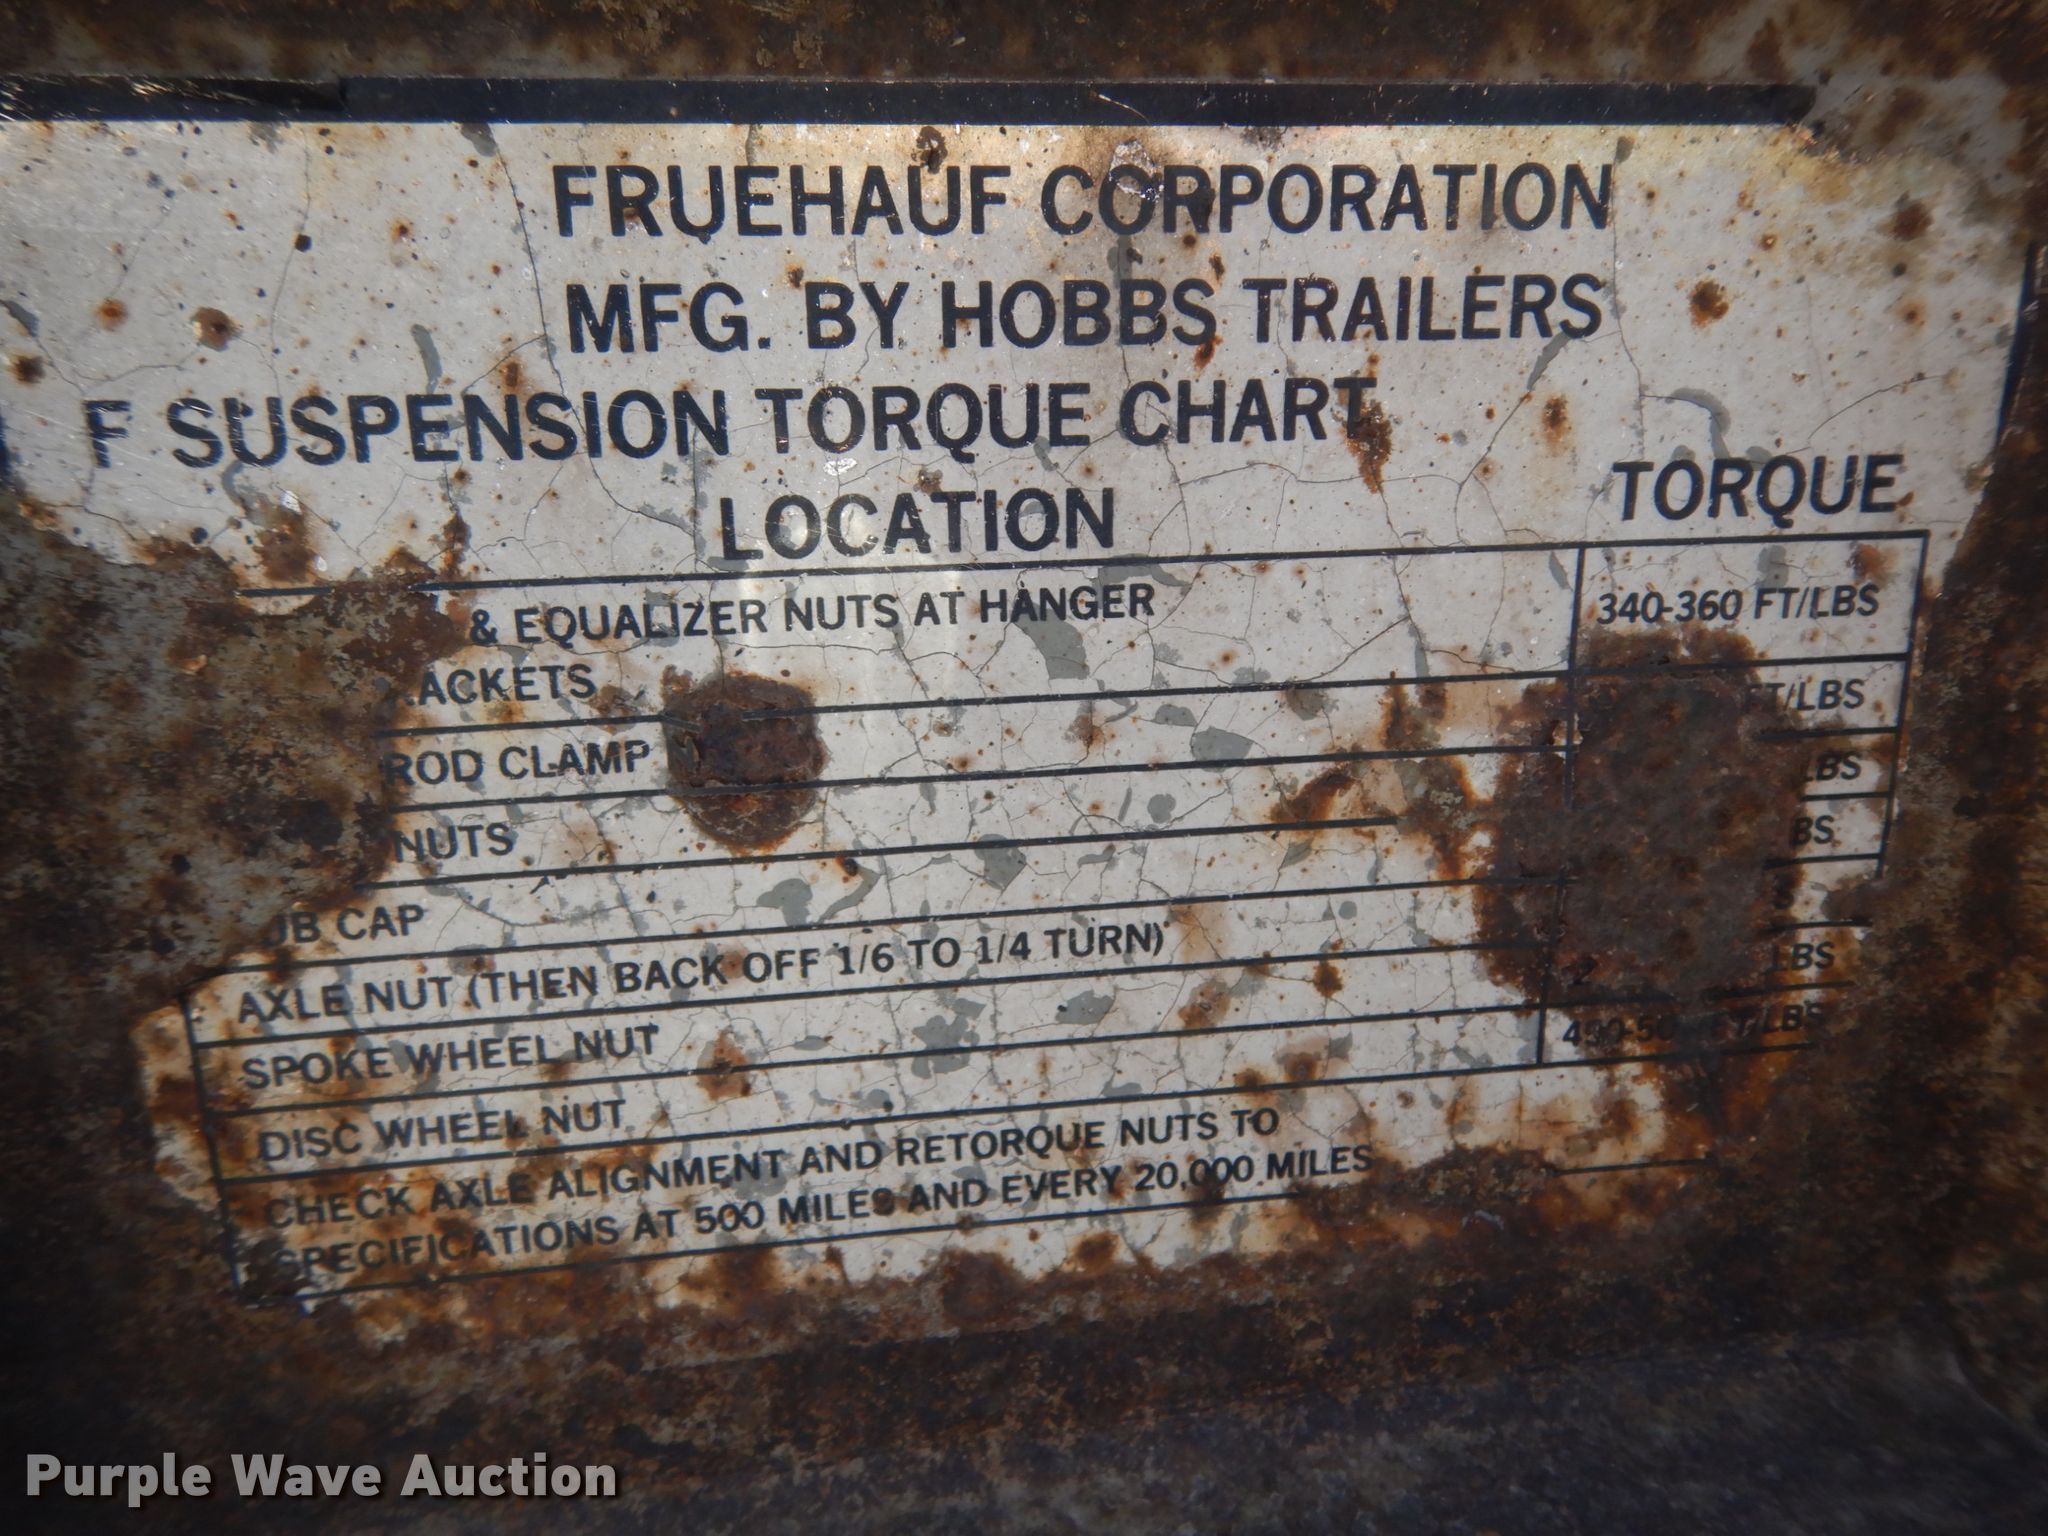 FRUEHAUF CORPORATION
MFG. BY HOBBS TRAILERS
F SUSPENSION TORQUE CHART
LOCATION TORQUE
& EQUALIZER NUTS AT HANGER 340-360 FT/LBS
FT/LBS
ROD CLAMP LBS
NUTS
CAP
AXLE NUT (THEN BACK OFF 1/6 TO 1/4 TURN)
SPOKE WHEEL NUT LBS
DISC WHEEL NUT FT/LBS
CHECK AXLE ALIGNMENT AND RETORQUE NUTS TO
SPECIFICATIONS AT 500 MILES AND EVERY 20,000 MILES
Purple Wave Auction